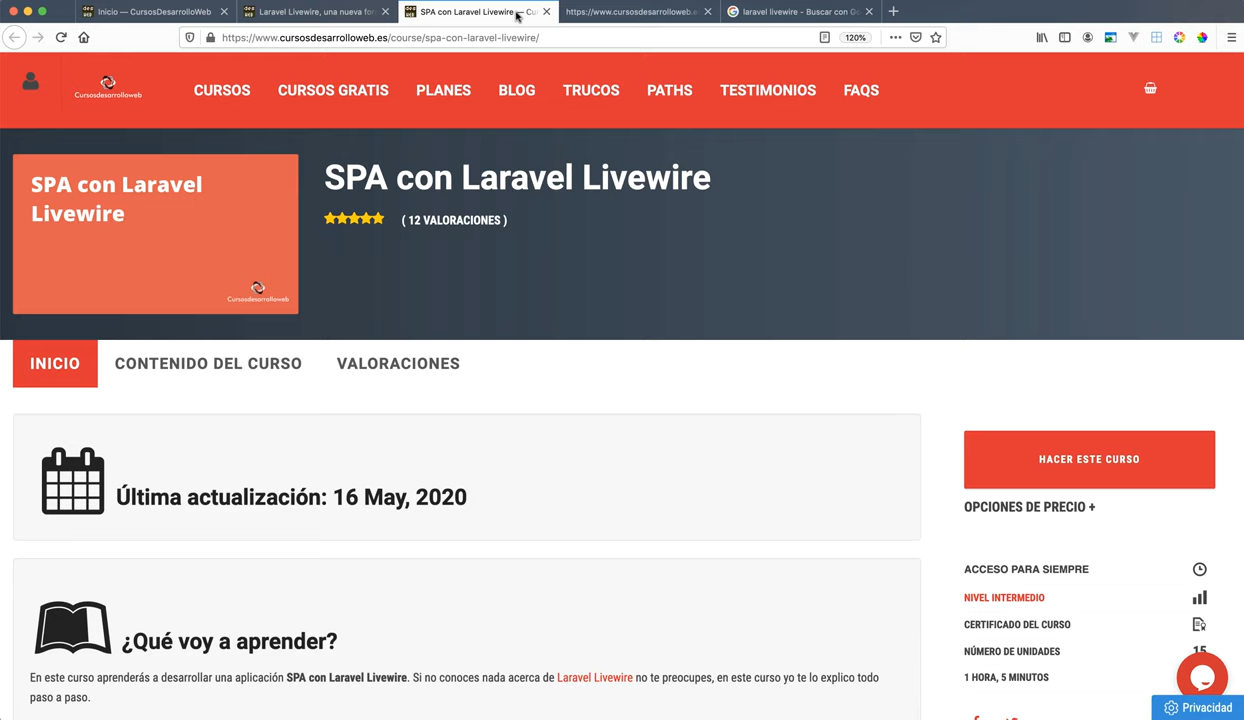 Inicio — CursosDesarrolloWeb
Laravel Livewire, una nueva for
SPA con Laravel Livewire — Cu
https://www.cursosdesarrolloweb.e
laravel livewire - Buscar con Go
https://www.cursosdesarrolloweb.es/course/spa-con-laravel-livewire/
120%
Cursosdesarrolloweb
CURSOS
CURSOS GRATIS
PLANES
BLOG
TRUCOS
PATHS
TESTIMONIOS
FAQS
SPA con Laravel
Livewire
Cursosdesarrolloweb
SPA con Laravel Livewire
( 12 VALORACIONES )
INICIO
CONTENIDO DEL CURSO
VALORACIONES
Última actualización: 16 May, 2020
¿Qué voy a aprender?
En este curso aprenderás a desarrollar una aplicación SPA con Laravel Livewire. Si no conoces nada acerca de Laravel Livewire no te preocupes, en este curso yo te lo explico todo
paso a paso.
HACER ESTE CURSO
OPCIONES DE PRECIO +
ACCESO PARA SIEMPRE
NIVEL INTERMEDIO
CERTIFICADO DEL CURSO
NÚMERO DE UNIDADES
15
1 HORA, 5 MINUTOS
Privacidad